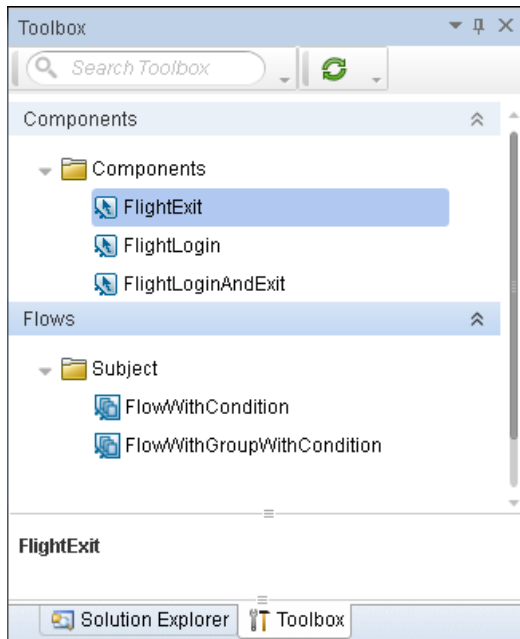 Toolbox
Search Toolbox
Components
Components
FlightExit
FlightLogin
FlightLoginAndExit
Flows
Subject
FlowWithCondition
FlowWithGroupWithCondition
FlightExit
Solution Explorer Toolbox